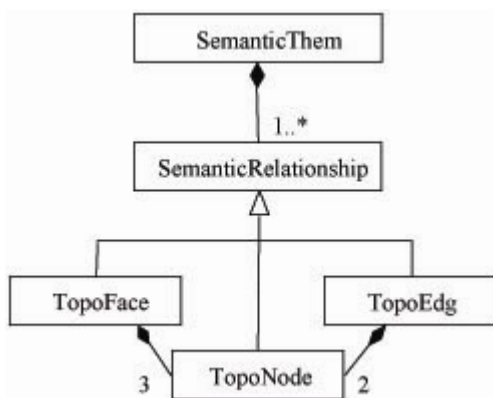 SemanticThem
1..*
SemanticRelationship
TopoFace
TopoEdg
3
TopoNode
2